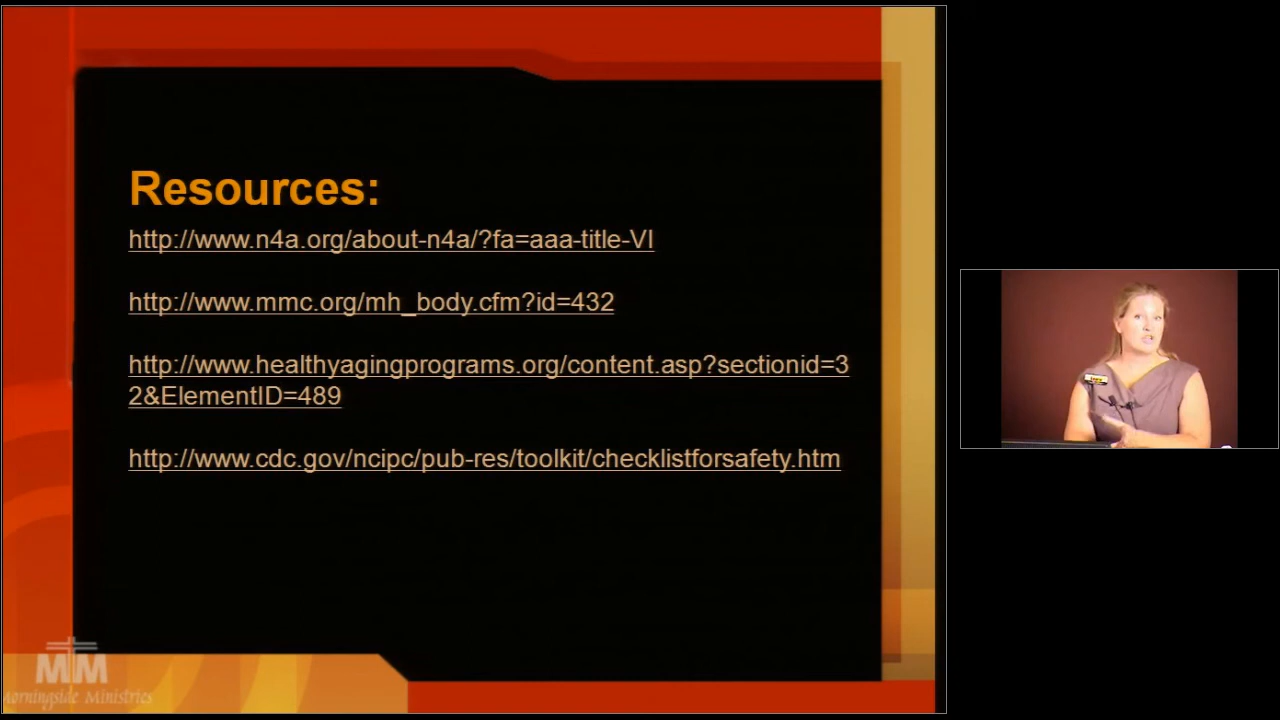 Resources:
http://www.n4a.org/about-n4a/?fa=aaa-title-VI
http://www.mmc.org/mh_body.cfm?id=432
http://www.healthyagingprograms.org/content.asp?sectionid=3
2&ElementID=489
http://www.cdc.gov/ncipc/pub-res/toolkit/checklistforsafety.htm
MM
Morningside Ministries